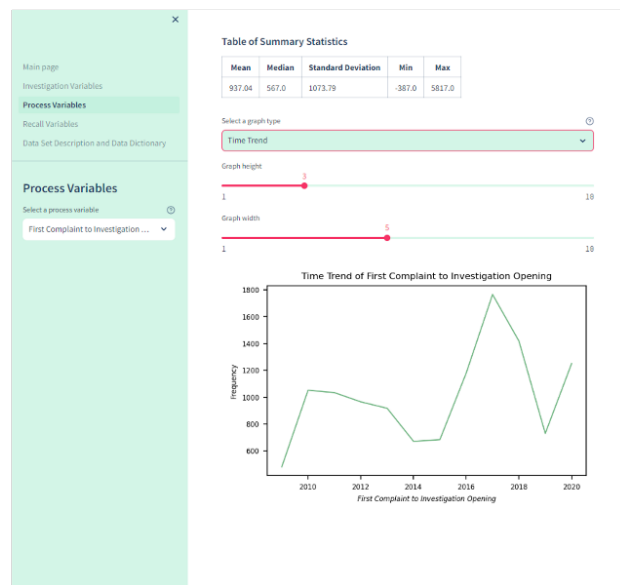 ×
Main page
Investigation Variables
Process Variables
Recall Variables
Data Set Description and Data Dictionary
Process Variables
Select a process variable
First Complaint to Investigation ...
Table of Summary Statistics
Mean Median Standard Deviation Min Max
937.04 567.0 1073.79 -387.0 5817.0
Select a graph type
Time Trend
Graph height
3
1 10
Graph width
5
1 10
Time Trend of First Complaint to Investigation Opening
Frequency
1800
1600
1400
1200
1000
800
600
2010 2012 2014 2016 2018 2020
First Complaint to Investigation Opening